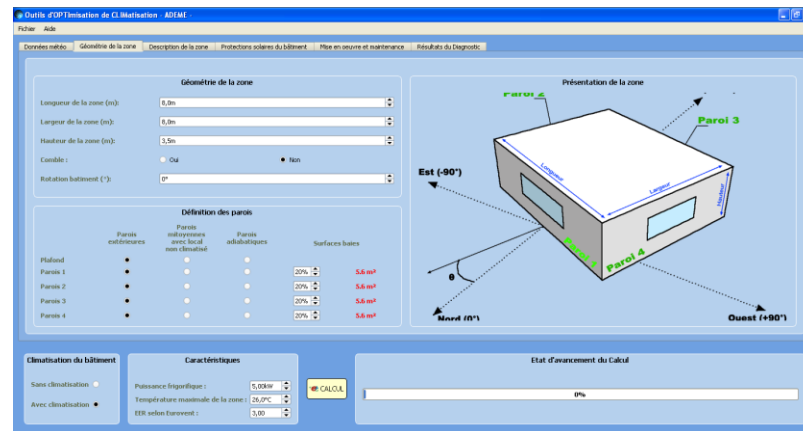 Outils d'OPTImisation de CLIMatisation - ADEME -
Fichier Aide
Données météo Géométrie de la zone Description de la zone Protections solaires du bâtiment Mise en oeuvre et maintenance Résultats du Diagnostic
Géométrie de la zone
Longueur de la zone (m): 8,0m
Largeur de la zone (m): 8,0m
Hauteur de la zone (m): 3,5m
Comble : Oui Non
Rotation batiment (°): 0°
Définition des parois
Parois extérieures
Parois mitoyennes avec local non climatisé
Parois adiabatiques
Surfaces baies
Plafond
Parois 1 20% 5,6 m²
Parois 2 20% 5,6 m²
Parois 3 20% 5,6 m²
Parois 4 20% 5,6 m²
Présentation de la zone
Paroi 2
Paroi 3
Est (-90°)
Longueur
Largeur
Hauteur
Paroi 4
θ
Nord (0°)
Ouest (+90°)
Climatisation du bâtiment
Sans climatisation
Avec climatisation
Caractéristiques
Puissance frigorifique : 5,00kW
Température maximale de la zone : 26,0°C
EER selon Eurovent : 3,00
CALCUL
Etat d'avancement du Calcul
0%